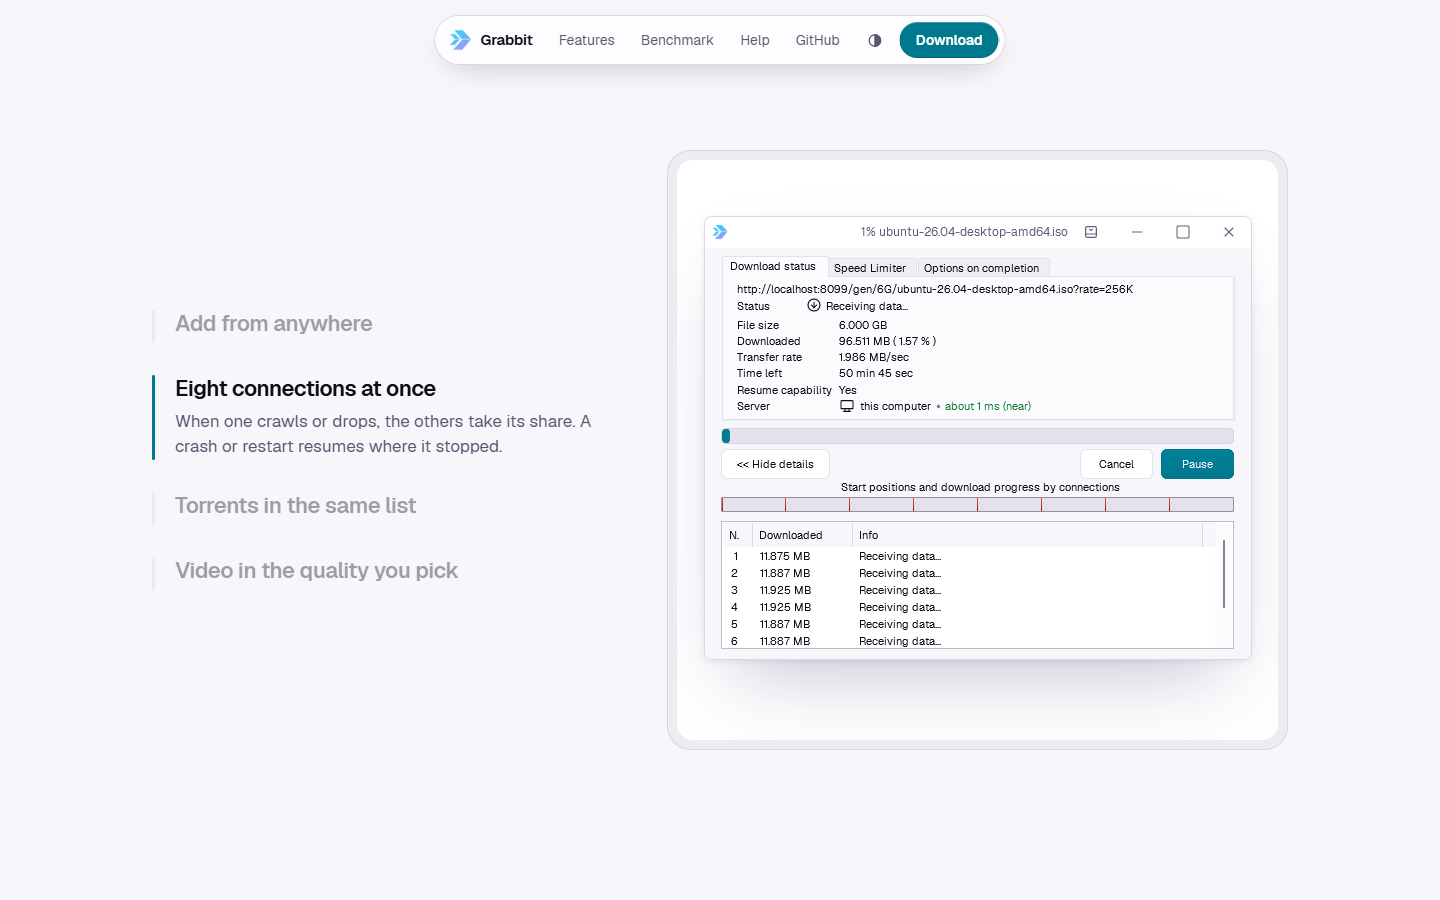 Grabbit
Features
Benchmark
Help
GitHub
Download
Add from anywhere
Eight connections at once
When one crawls or drops, the others take its share. A
crash or restart resumes where it stopped.
Torrents in the same list
Video in the quality you pick
1% ubuntu-26.04-desktop-amd64.iso
Download status
Speed Limiter
Options on completion
http://localhost:8099/gen/6G/ubuntu-26.04-desktop-amd64.iso?rate=256K
Status Receiving data...
File size 6.000 GB
Downloaded 96.511 MB ( 1.57 % )
Transfer rate 1.986 MB/sec
Time left 50 min 45 sec
Resume capability Yes
Server this computer • about 1 ms (near)
<< Hide details
Cancel
Pause
Start positions and download progress by connections
N. Downloaded Info
1 11.875 MB Receiving data...
2 11.887 MB Receiving data...
3 11.925 MB Receiving data...
4 11.925 MB Receiving data...
5 11.887 MB Receiving data...
6 11.887 MB Receiving data...